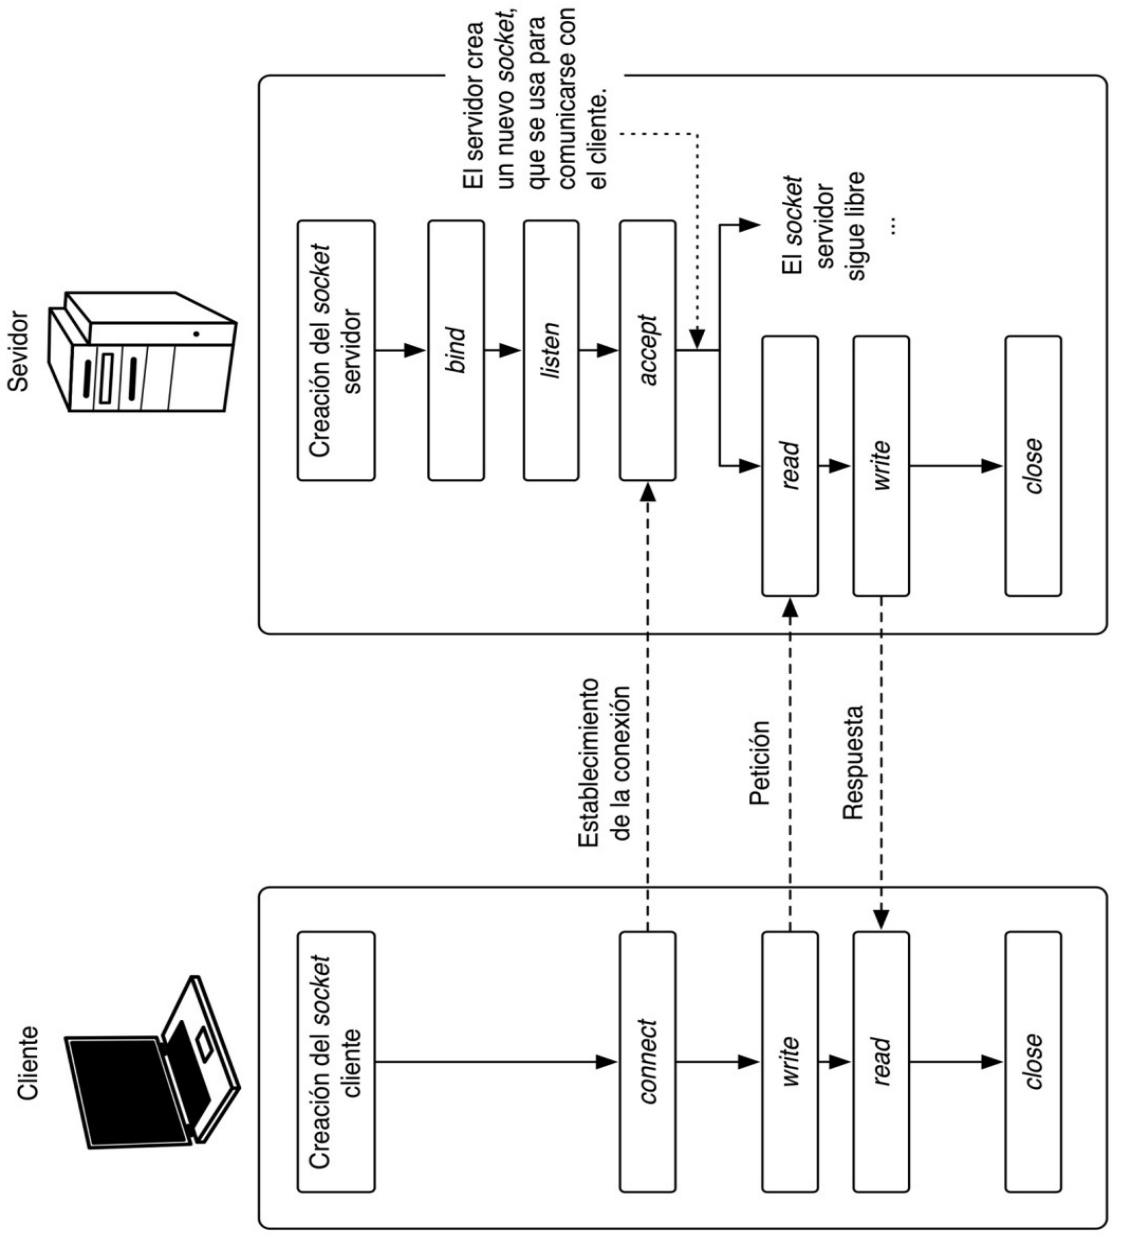 Cliente
Creación del socket
cliente
connect
write
read
close
Establecimiento
de la conexión
Petición
Respuesta
Sevidor
Creación del socket
servidor
bind
listen
accept
read
write
close
El servidor crea
un nuevo socket,
que se usa para
comunicarse con
el cliente.
El socket
servidor
sigue libre
...